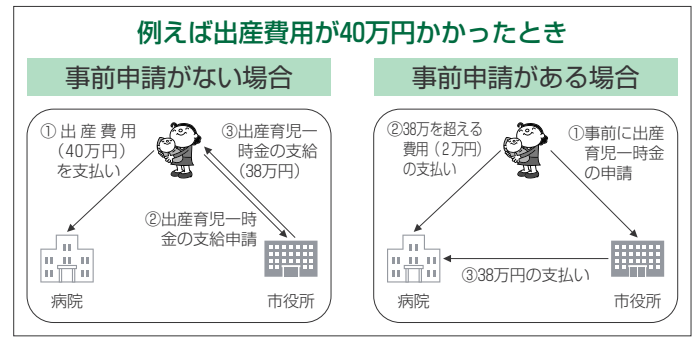 例えば出産費用が40万円かかったとき
事前申請がない場合
①出産費用
(40万円)
を支払い
③出産育児一
時金の支給
(38万円)
②出産育児一時
金の支給申請
病院
市役所
事前申請がある場合
②38万を超える
費用(2万円)
の支払い
①事前に出産
育児一時金
の申請
③38万円の支払い
病院
市役所